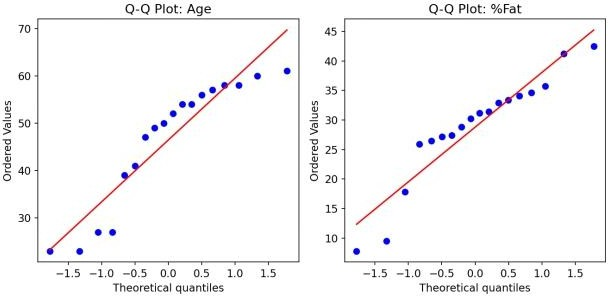 Q-Q Plot: Age
Ordered Values
70
60
50
40
30
−1.5 −1.0 −0.5 0.0 0.5 1.0 1.5
Theoretical quantiles
Q-Q Plot: %Fat
Ordered Values
45
40
35
30
25
20
15
10
−1.5 −1.0 −0.5 0.0 0.5 1.0 1.5
Theoretical quantiles